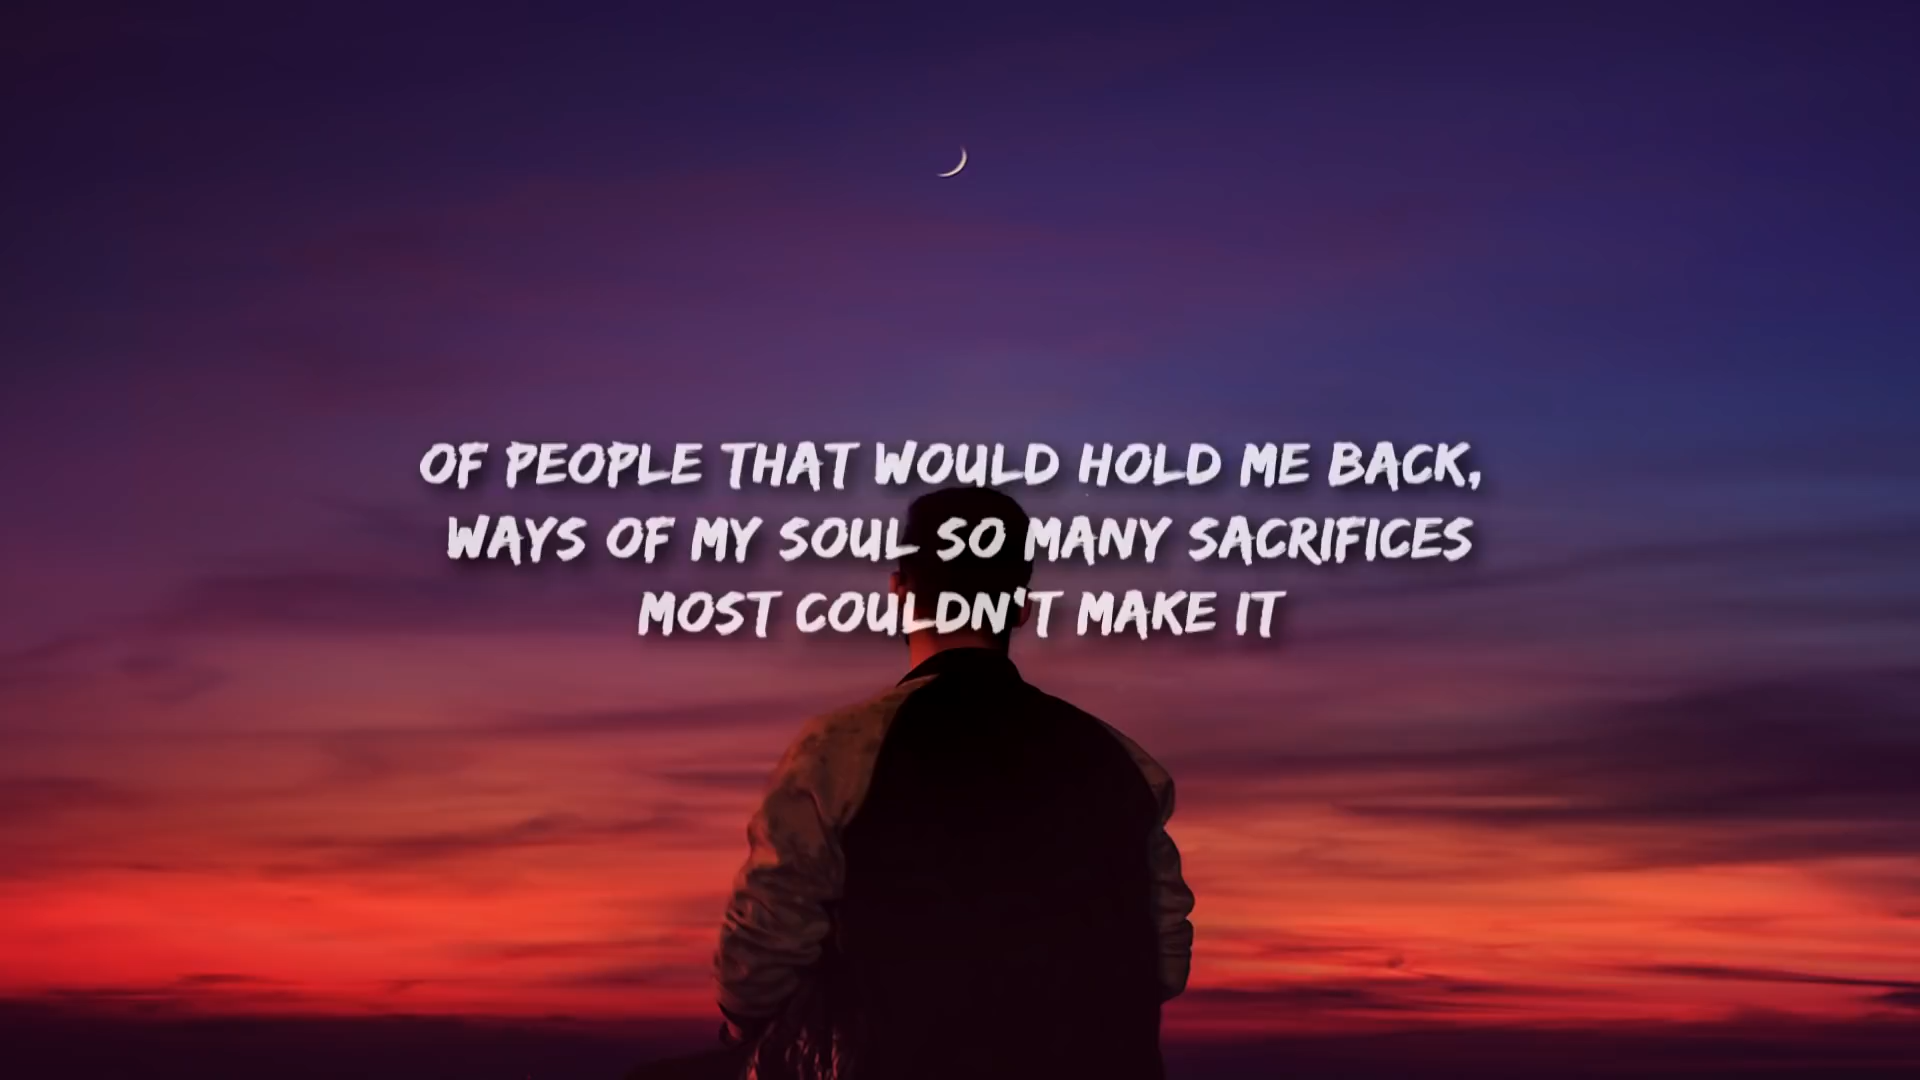 OF PEOPLE THAT WOULD HOLD ME BACK,
WAYS OF MY SOUL SO MANY SACRIFICES
MOST COULDN'T MAKE IT